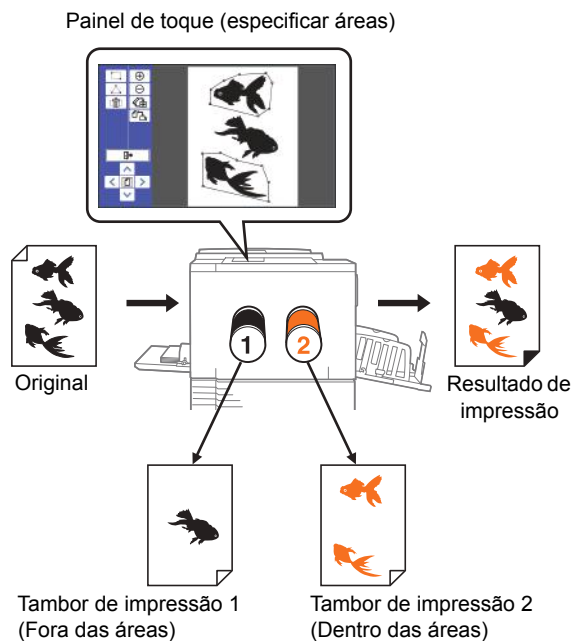 Painel de toque (especificar áreas)
1
2
Original
Resultado de
impressão
Tambor de impressão 1
(Fora das áreas)
Tambor de impressão 2
(Dentro das áreas)